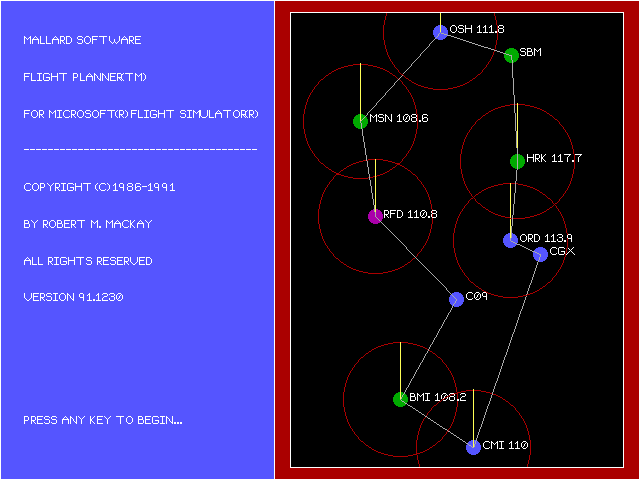 MALLARD SOFTWARE
FLIGHT PLANNER(TM)
FOR MICROSOFT(R) FLIGHT SIMULATOR(R)
---------------------------------------
COPYRIGHT (C) 1986-1991
BY ROBERT M. MACKAY
ALL RIGHTS RESERVED
VERSION 91.1230
PRESS ANY KEY TO BEGIN...
OSH 111.8
SBM
MSN 108.6
HRK 117.7
RFD 110.8
ORD 113.9
CGX
C09
BMI 108.2
CMI 110